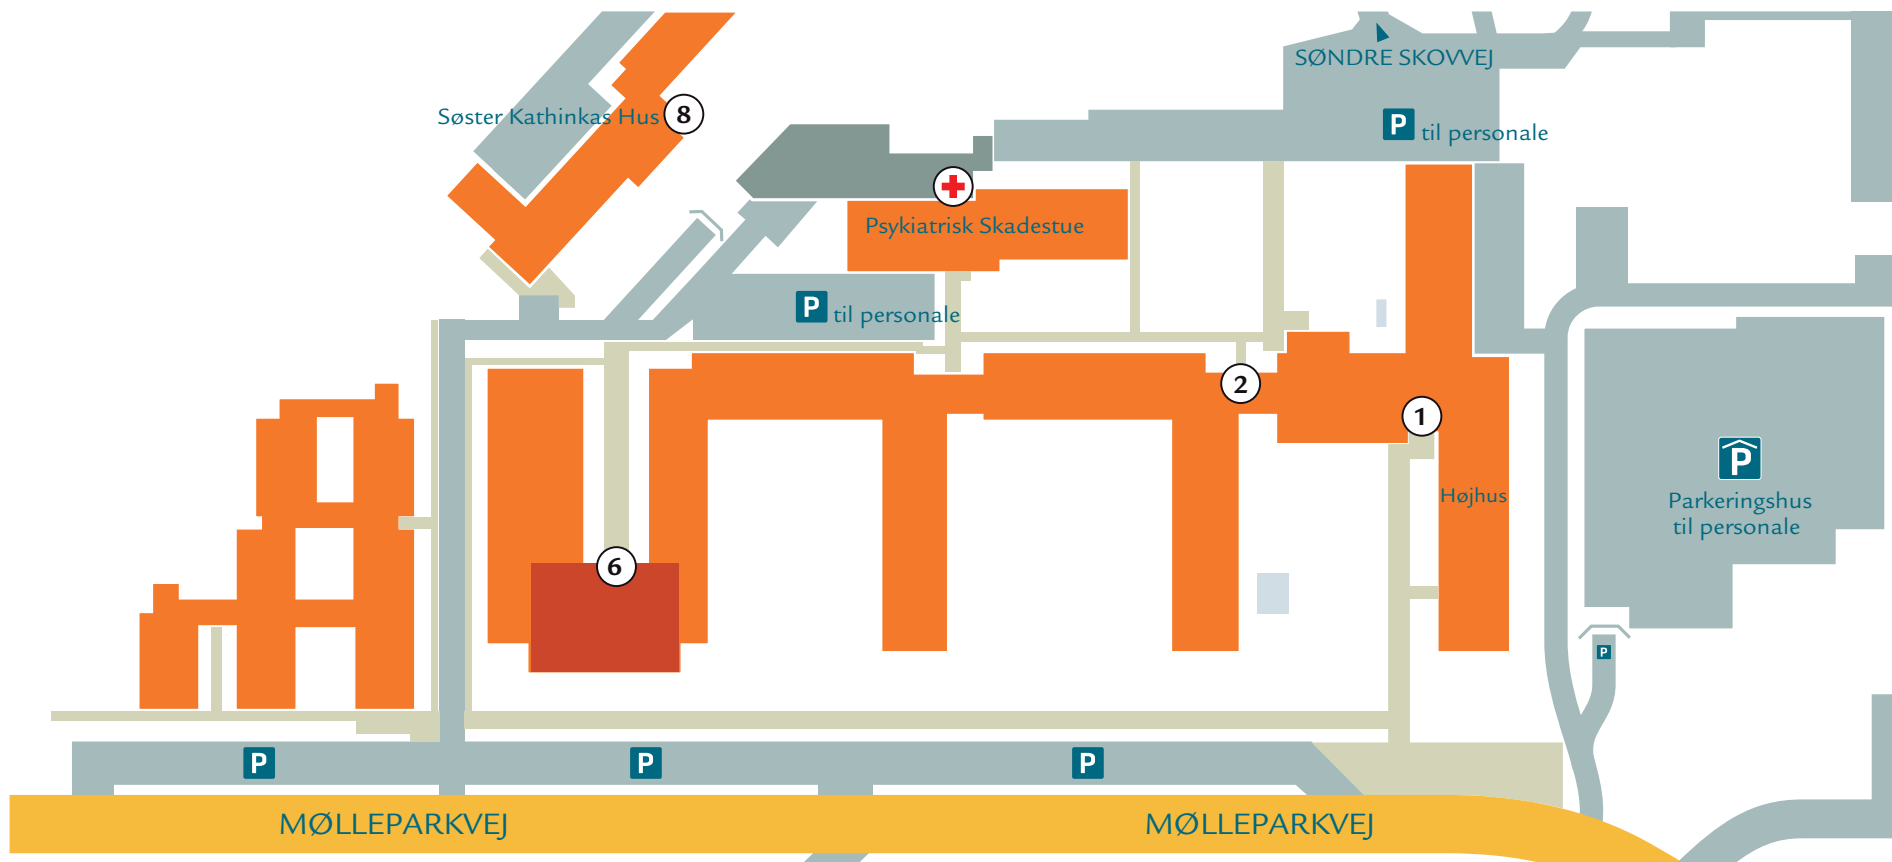 SØNDRE SKOVVEJ
Søster Kathinkas Hus
8
P til personale
Psykiatrisk Skadestue
P til personale
2
1
P
Højhus
Parkeringshus
til personale
6
P
P
P
P
MØLLEPARKVEJ
MØLLEPARKVEJ